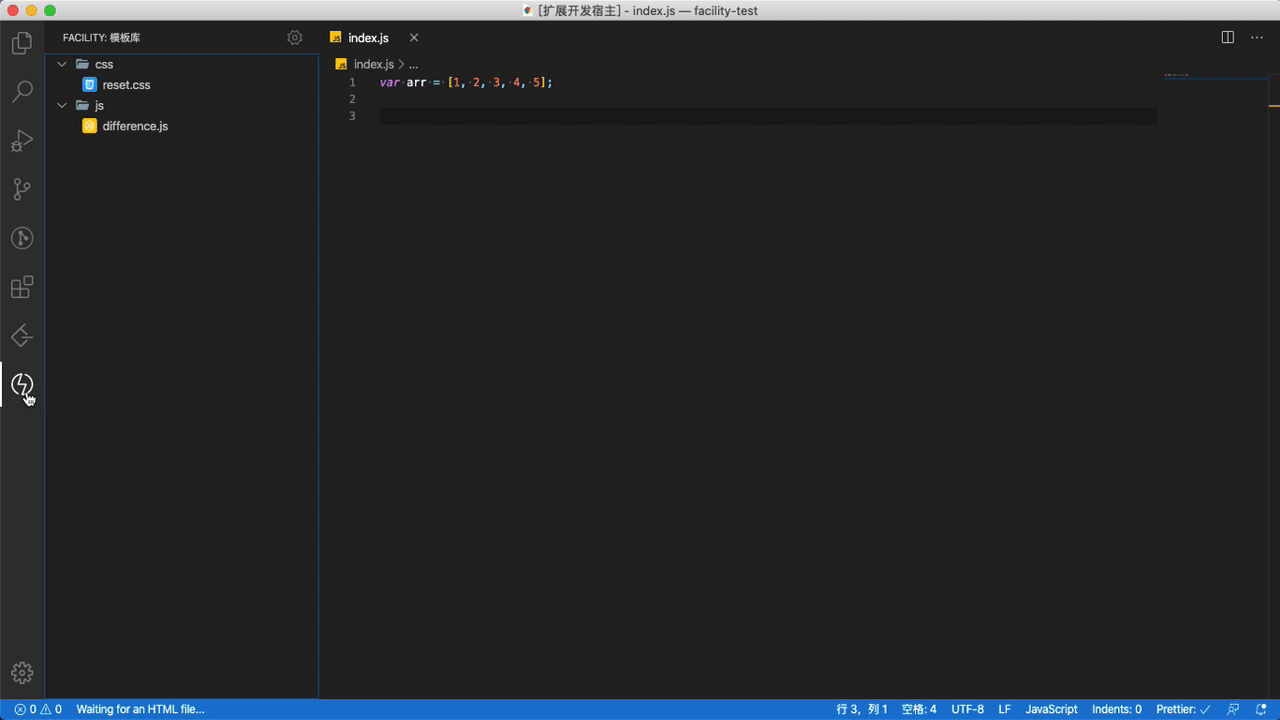 [扩展开发宿主] - index.js — facility-test
FACILITY: 模板库
css
reset.css
js
difference.js
index.js
index.js > ...
1 var arr = [1, 2, 3, 4, 5];
2
3
0 0 Waiting for an HTML file...
行 3，列 1 空格: 4 UTF-8 LF JavaScript Indents: 0 Prettier: ✓